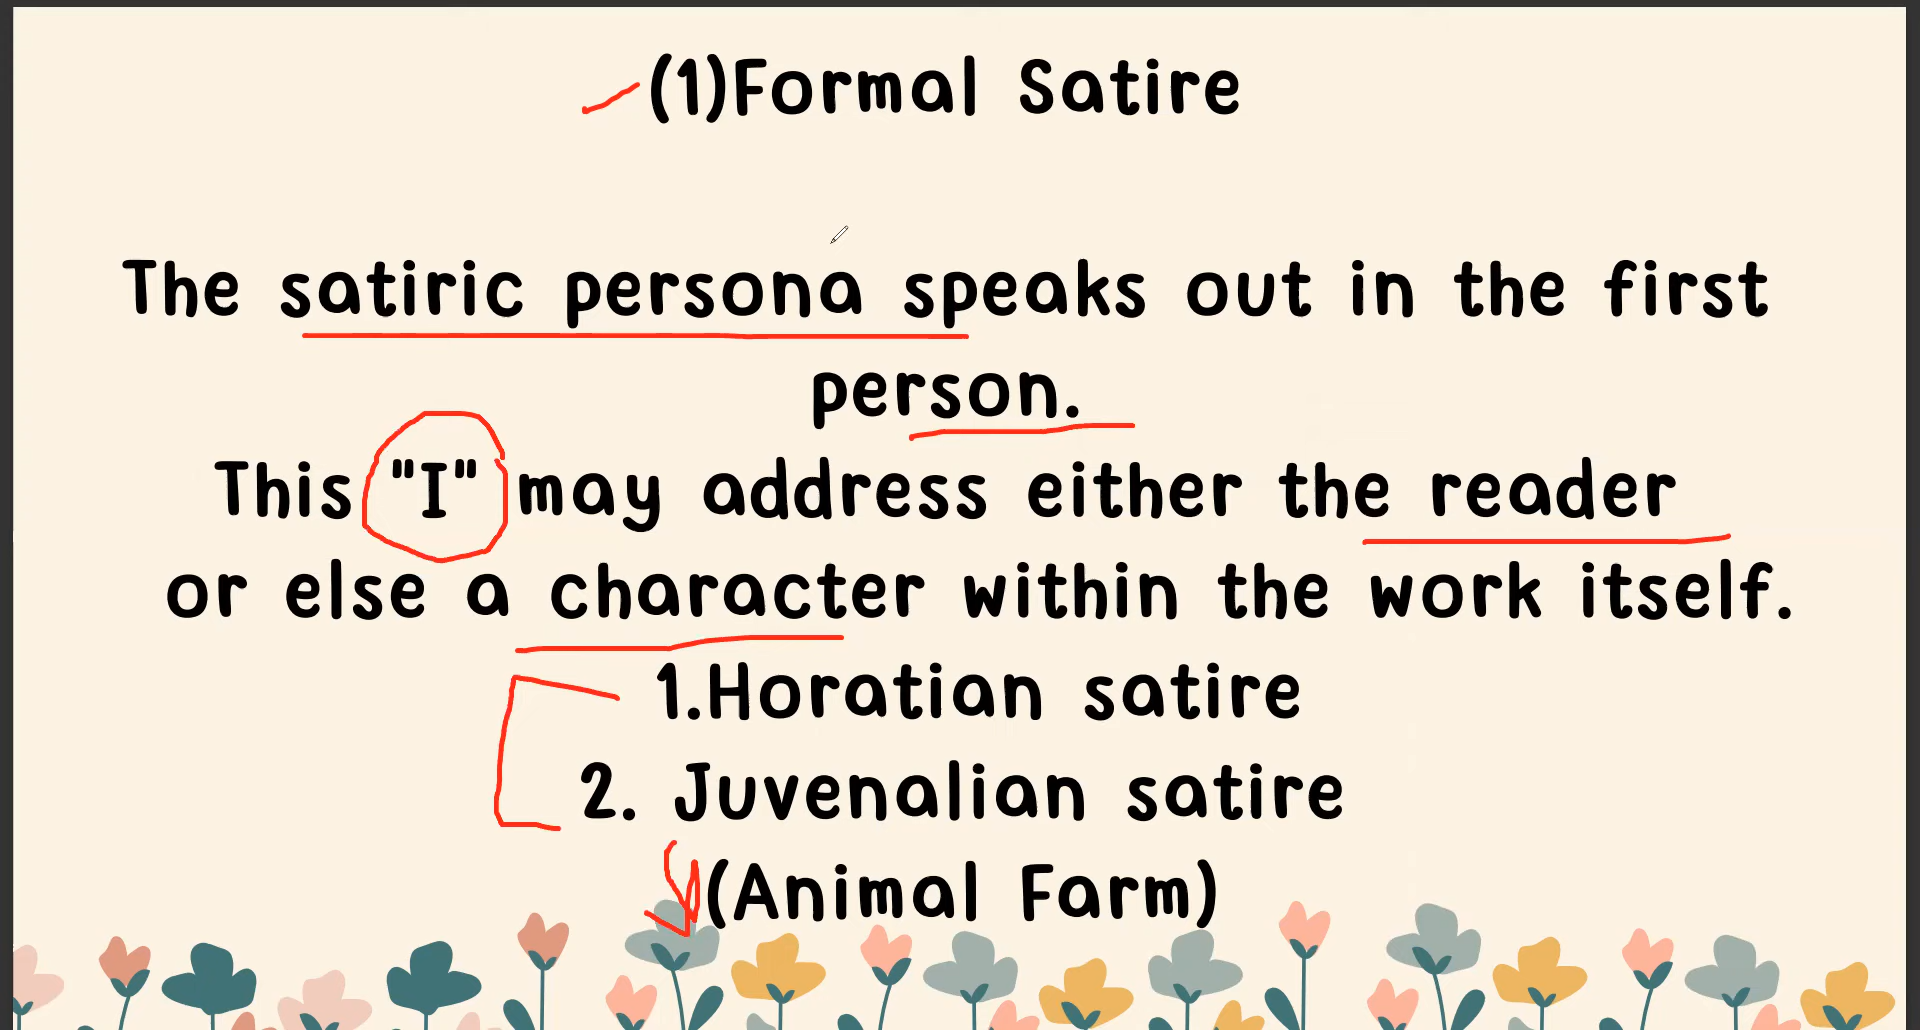 (1)Formal Satire
The satiric persona speaks out in the first
person.
This "I" may address either the reader
or else a character within the work itself.
1.Horatian satire
2. Juvenalian satire
(Animal Farm)